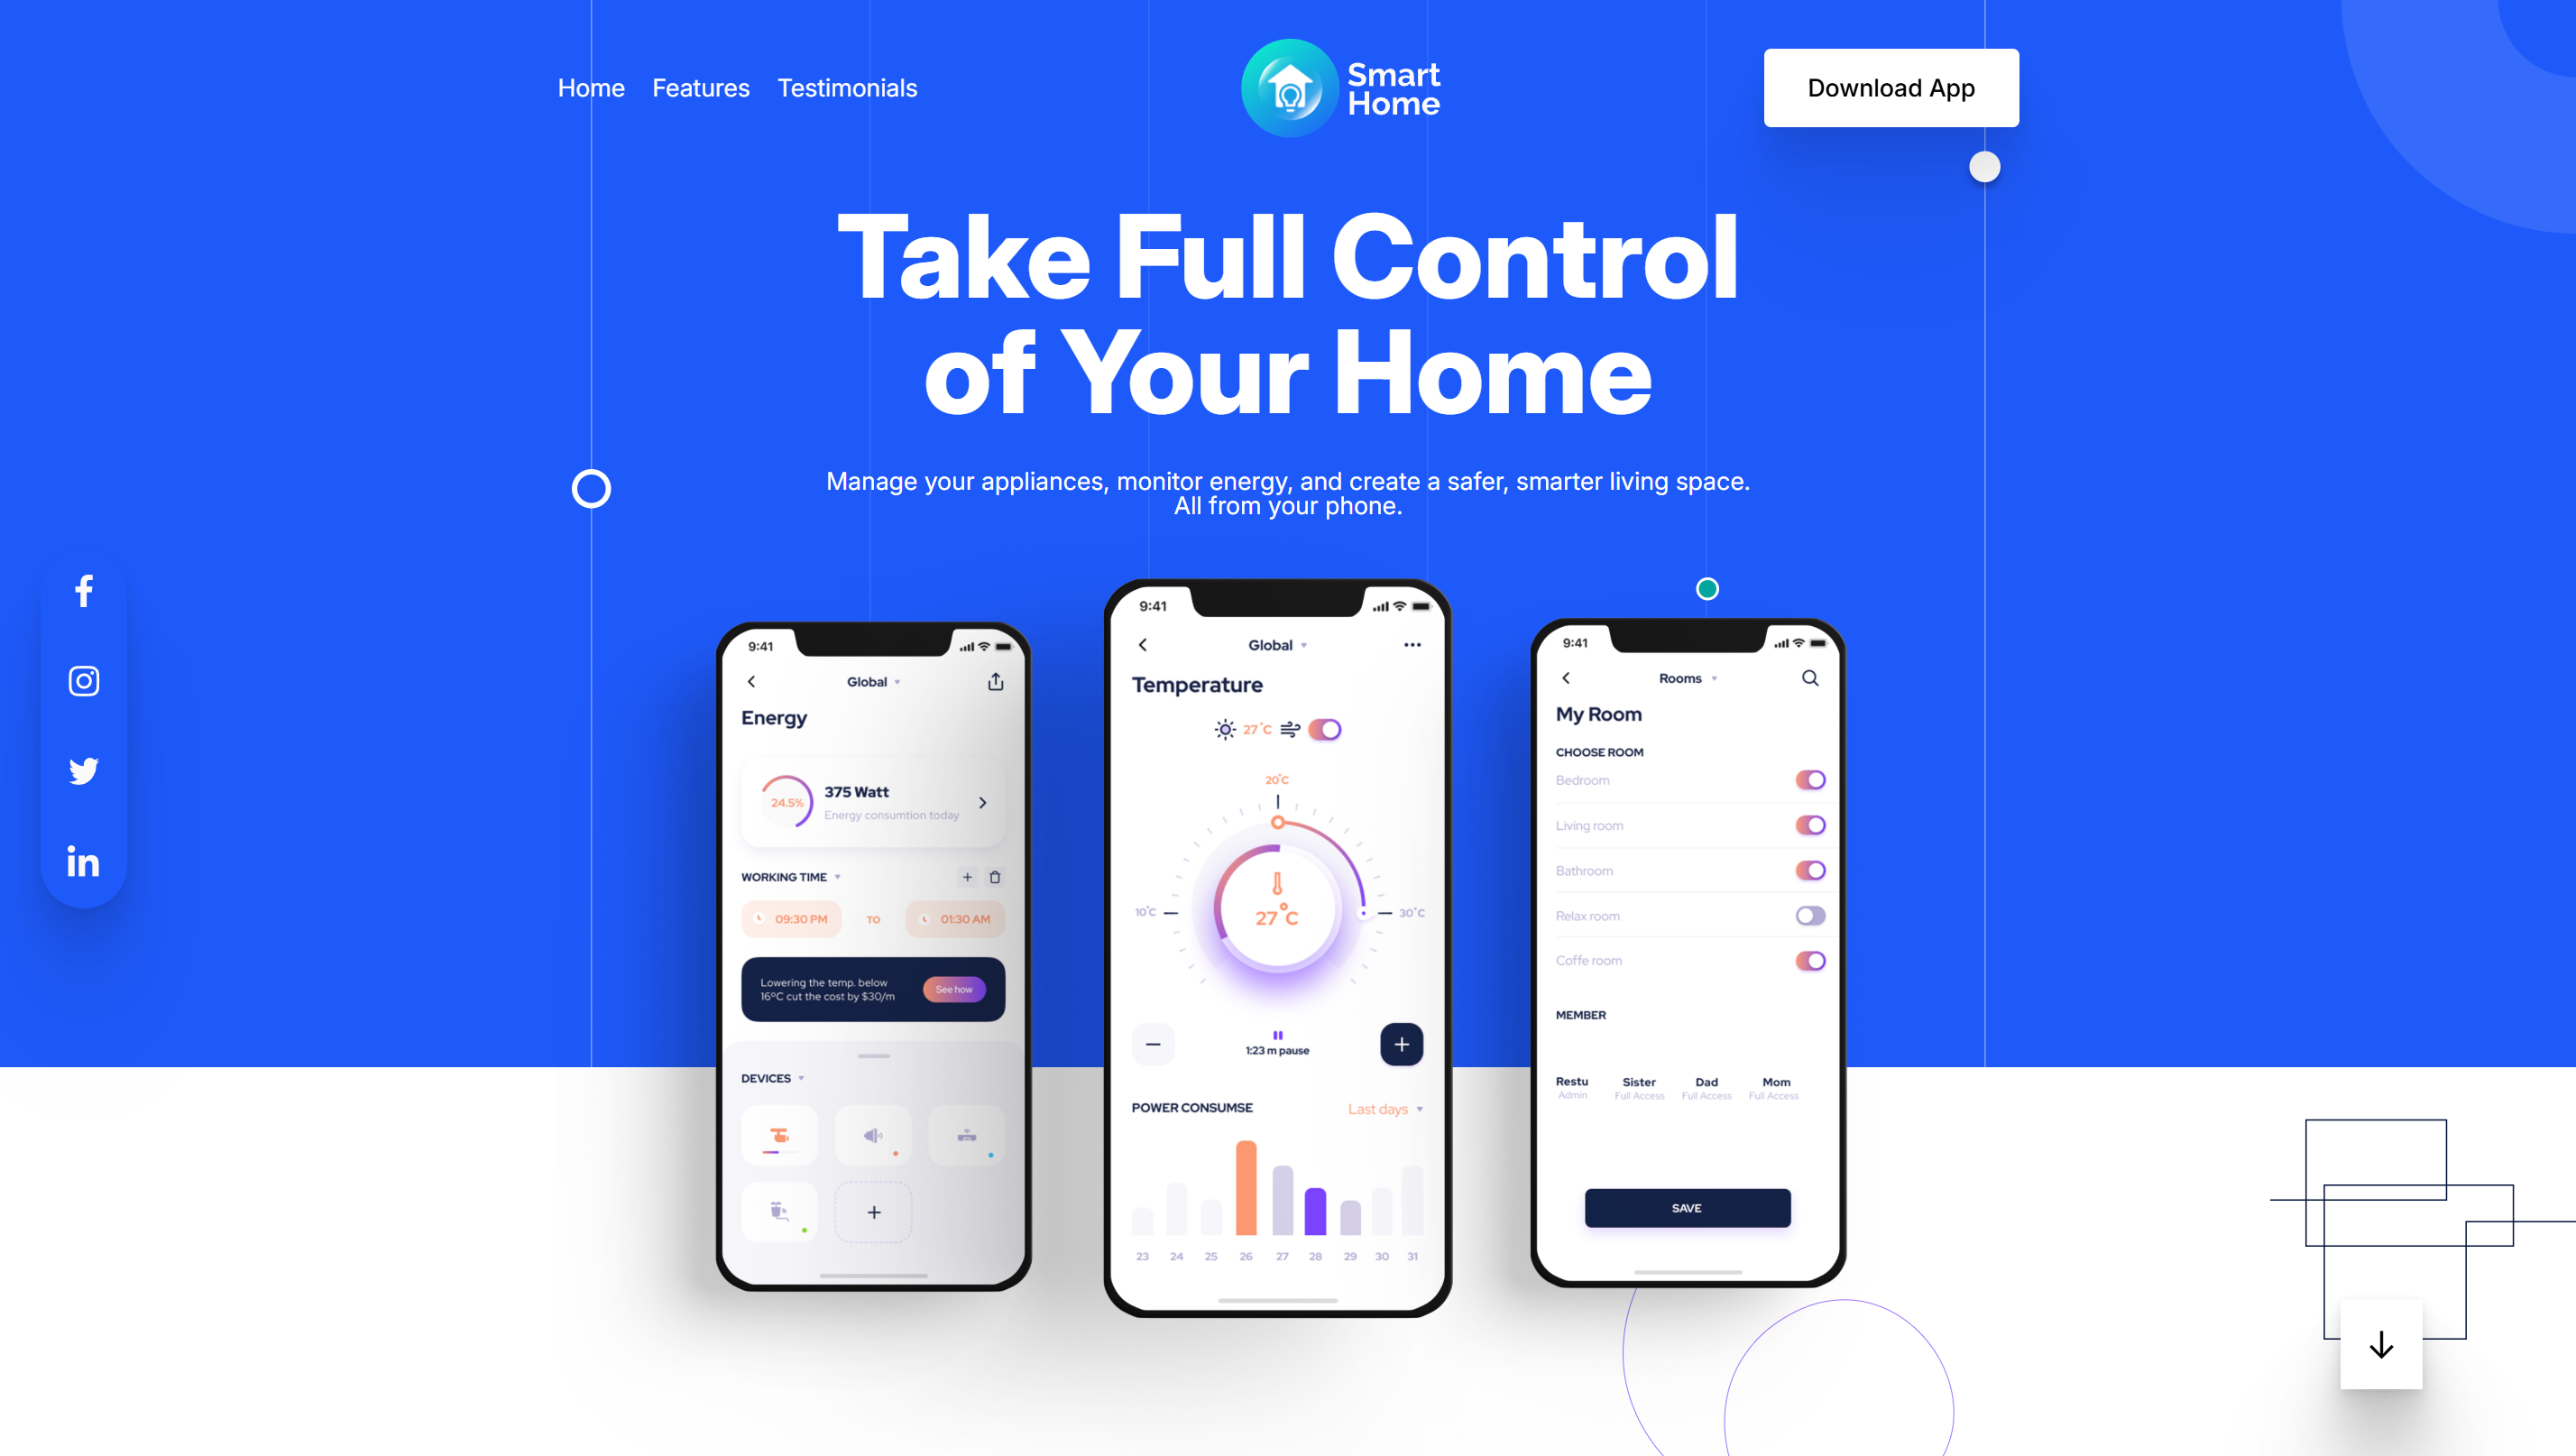 Home Features Testimonials
Smart
Home
Download App
Take Full Control
of Your Home
Manage your appliances, monitor energy, and create a safer, smarter living space.
All from your phone.
9:41
Global
Energy
24.5%
375 Watt
Energy consumtion today
WORKING TIME
09:30 PM TO 01:30 AM
Lowering the temp. below
16ºC cut the cost by $30/m
See how
DEVICES
9:41
Global
Temperature
27°C
20°C
10°C
27°C
30°C
1:23 m pause
POWER CONSUMSE
Last days
23 24 25 26 27 28 29 30 31
9:41
Rooms
My Room
CHOOSE ROOM
Bedroom
Living room
Bathroom
Relax room
Coffe room
MEMBER
Restu Sister Dad Mom
Admin Full Access Full Access Full Access
SAVE